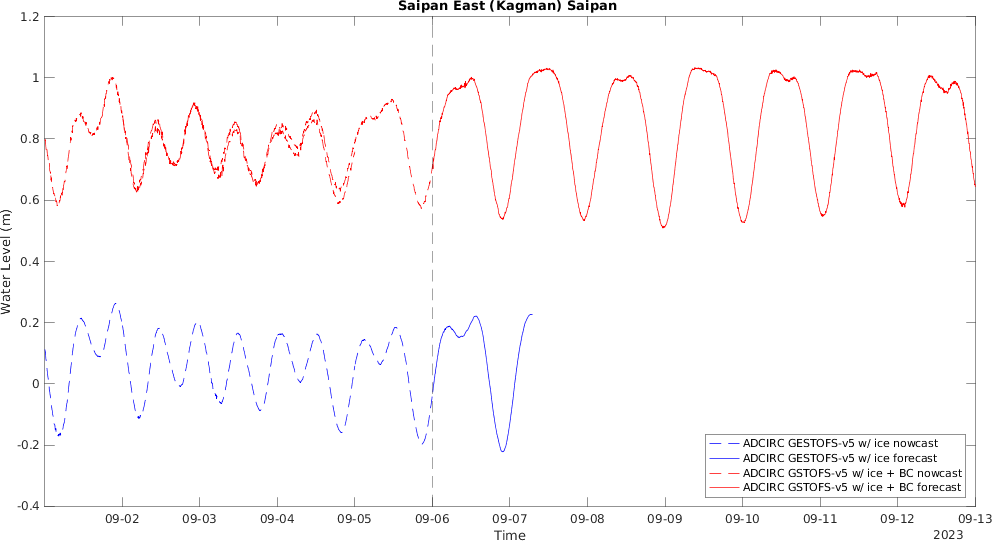 Saipan East (Kagman) Saipan
1.2
1
0.8
0.6
0.4
0.2
0
-0.2
-0.4
Water Level (m)
ADCIRC GESTOFS-v5 w/ ice nowcast
ADCIRC GESTOFS-v5 w/ ice forecast
ADCIRC GSTOFS-v5 w/ ice + BC nowcast
ADCIRC GSTOFS-v5 w/ ice + BC forecast
09-02 09-03 09-04 09-05 09-06 09-07 09-08 09-09 09-10 09-11 09-12 09-13
Time
2023